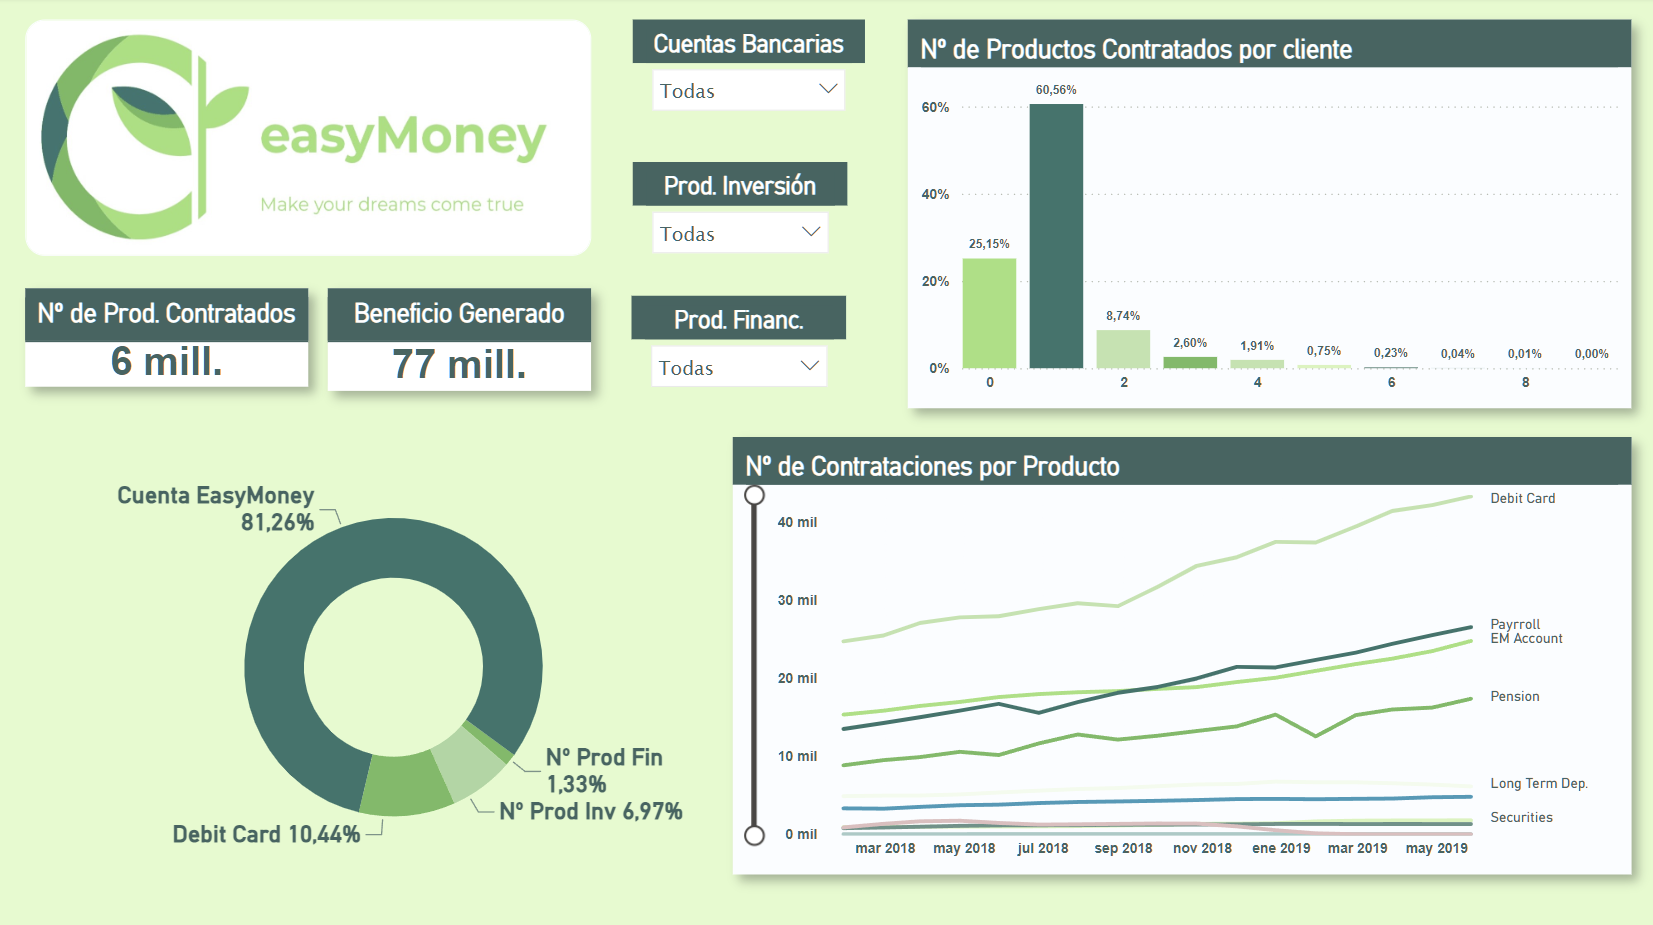 easyMoney
Make your dreams come true
Cuentas Bancarias
Todas
Prod. Inversión
Todas
Prod. Financ.
Todas
Nº de Prod. Contratados
6 mill.
Beneficio Generado
77 mill.
Nº de Productos Contratados por cliente
60%
40%
20%
0%
25,15%
60,56%
8,74%
2,60%
1,91%
0,75%
0,23%
0,04%
0,01%
0,00%
0
2
4
6
8
Cuenta EasyMoney
81,26%
Nº Prod Fin
1,33%
Nº Prod Inv 6,97%
Debit Card 10,44%
Nº de Contrataciones por Producto
40 mil
30 mil
20 mil
10 mil
0 mil
Debit Card
Payrroll
EM Account
Pension
Long Term Dep.
Securities
mar 2018
may 2018
jul 2018
sep 2018
nov 2018
ene 2019
mar 2019
may 2019